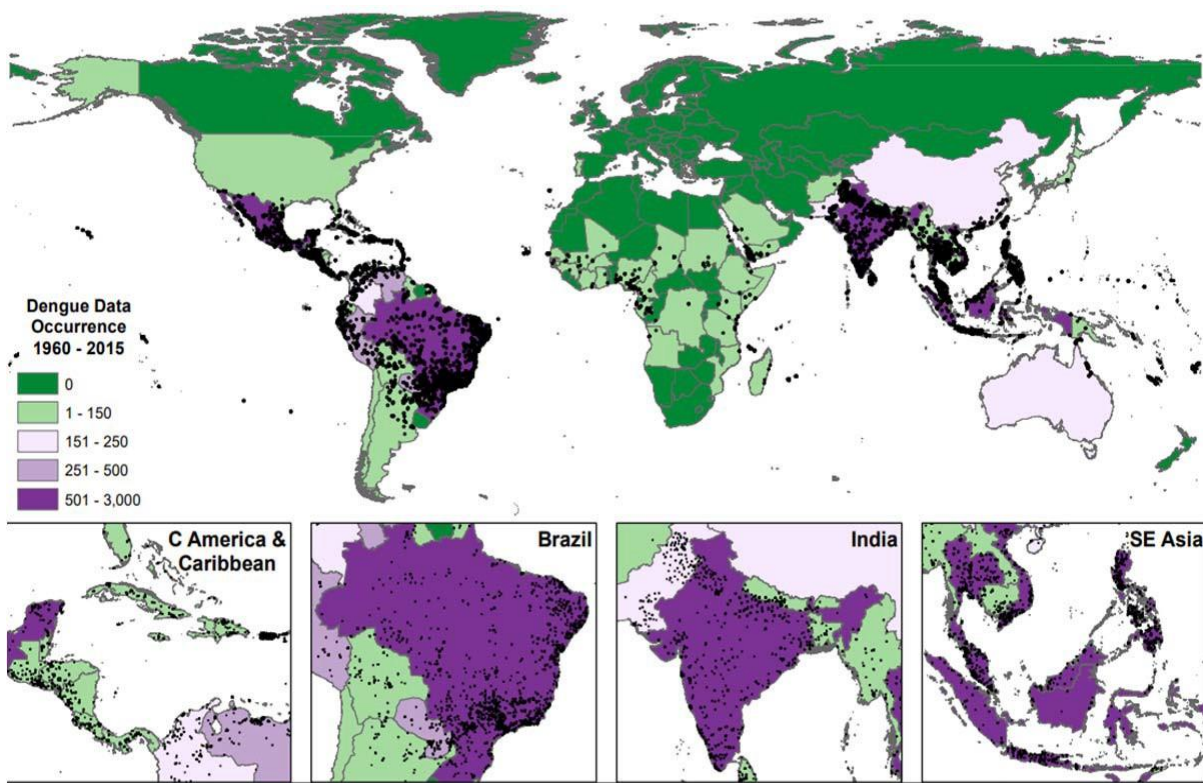 Dengue Data
Occurrence
1960 - 2015
0
1 - 150
151 - 250
251 - 500
501 - 3,000
C America &
Caribbean
Brazil
India
SE Asia